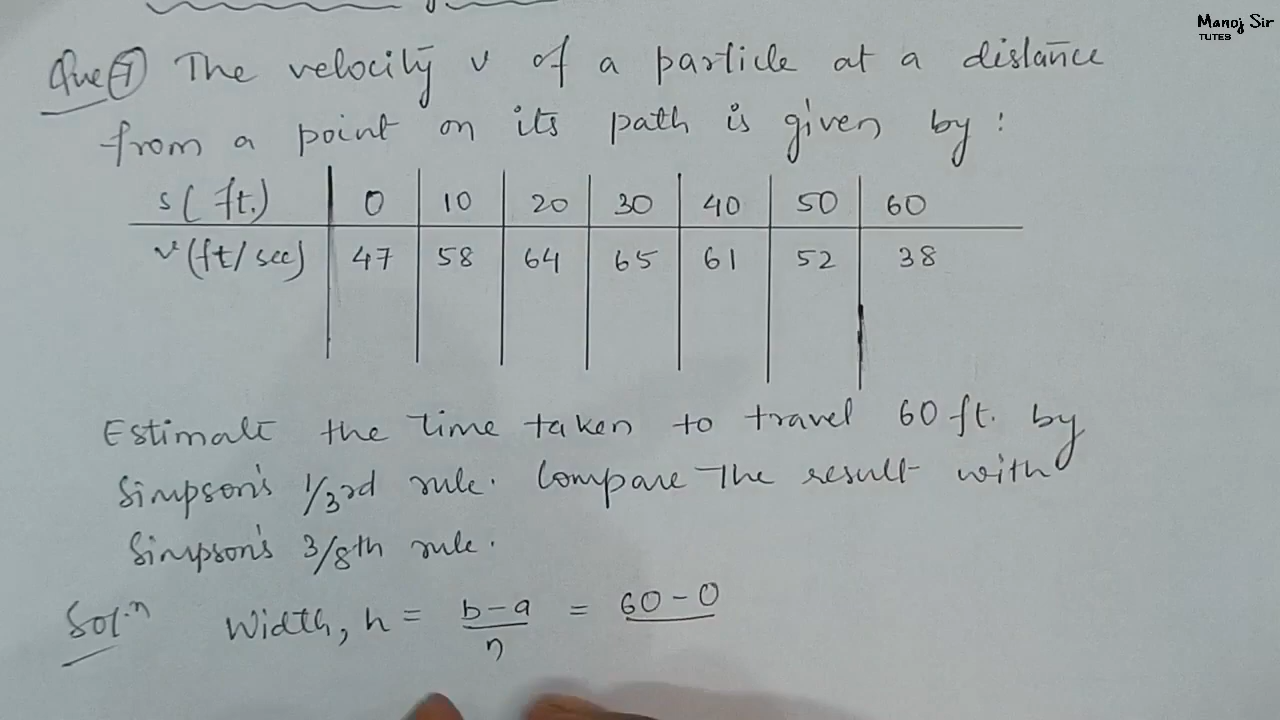 Manoj Sir
TUTES
Que 7 The velocity v of a particle at a distance
from a point on its path is given by :
s( ft.) 0 10 20 30 40 50 60
v(ft/sec) 47 58 64 65 61 52 38
Estimate the time taken to travel 60 ft. by
Simpson's 1/3rd rule. Compare the result with
Simpson's 3/8th rule.
Sol.n Width, h = b-a/n = 60-0